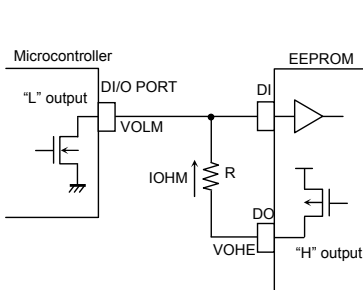 Microcontroller
EEPROM
DI/O PORT
"L" output
DI
VOLM
IOHM
R
DO
VOHE
"H" output